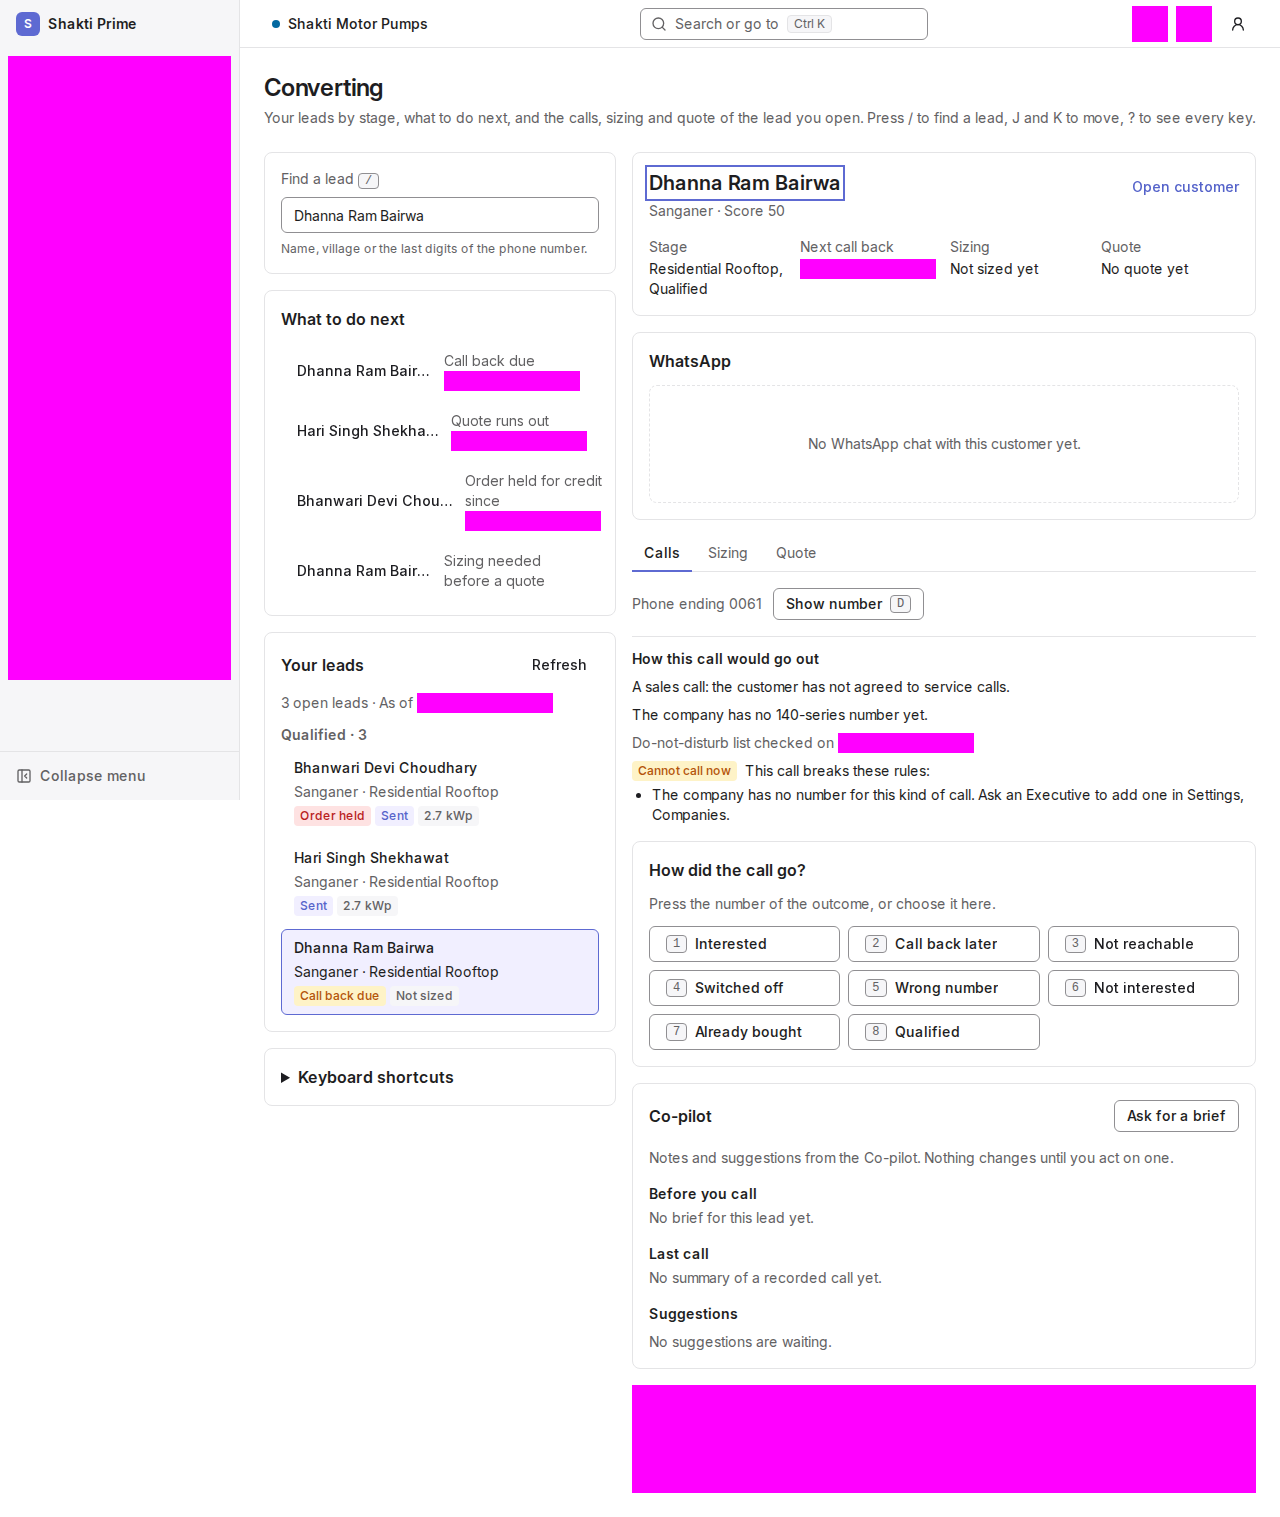 S Shakti Prime
Shakti Motor Pumps
Search or go to Ctrl K
Collapse menu
Converting
Your leads by stage, what to do next, and the calls, sizing and quote of the lead you open. Press / to find a lead, J and K to move, ? to see every key.
Find a lead /
Dhanna Ram Bairwa
Name, village or the last digits of the phone number.
What to do next
Dhanna Ram Bair… Call back due
Hari Singh Shekha… Quote runs out
Bhanwari Devi Chou… Order held for credit
since
Dhanna Ram Bair… Sizing needed
before a quote
Your leads Refresh
3 open leads · As of
Qualified · 3
Bhanwari Devi Choudhary
Sanganer · Residential Rooftop
Order held Sent 2.7 kWp
Hari Singh Shekhawat
Sanganer · Residential Rooftop
Sent 2.7 kWp
Dhanna Ram Bairwa
Sanganer · Residential Rooftop
Call back due Not sized
Keyboard shortcuts
Dhanna Ram Bairwa
Open customer
Sanganer · Score 50
Stage Next call back Sizing Quote
Residential Rooftop, Not sized yet No quote yet
Qualified
WhatsApp
No WhatsApp chat with this customer yet.
Calls Sizing Quote
Phone ending 0061 Show number D
How this call would go out
A sales call: the customer has not agreed to service calls.
The company has no 140-series number yet.
Do-not-disturb list checked on
Cannot call now This call breaks these rules:
• The company has no number for this kind of call. Ask an Executive to add one in Settings,
Companies.
How did the call go?
Press the number of the outcome, or choose it here.
1 Interested 2 Call back later 3 Not reachable
4 Switched off 5 Wrong number 6 Not interested
7 Already bought 8 Qualified
Co-pilot Ask for a brief
Notes and suggestions from the Co-pilot. Nothing changes until you act on one.
Before you call
No brief for this lead yet.
Last call
No summary of a recorded call yet.
Suggestions
No suggestions are waiting.